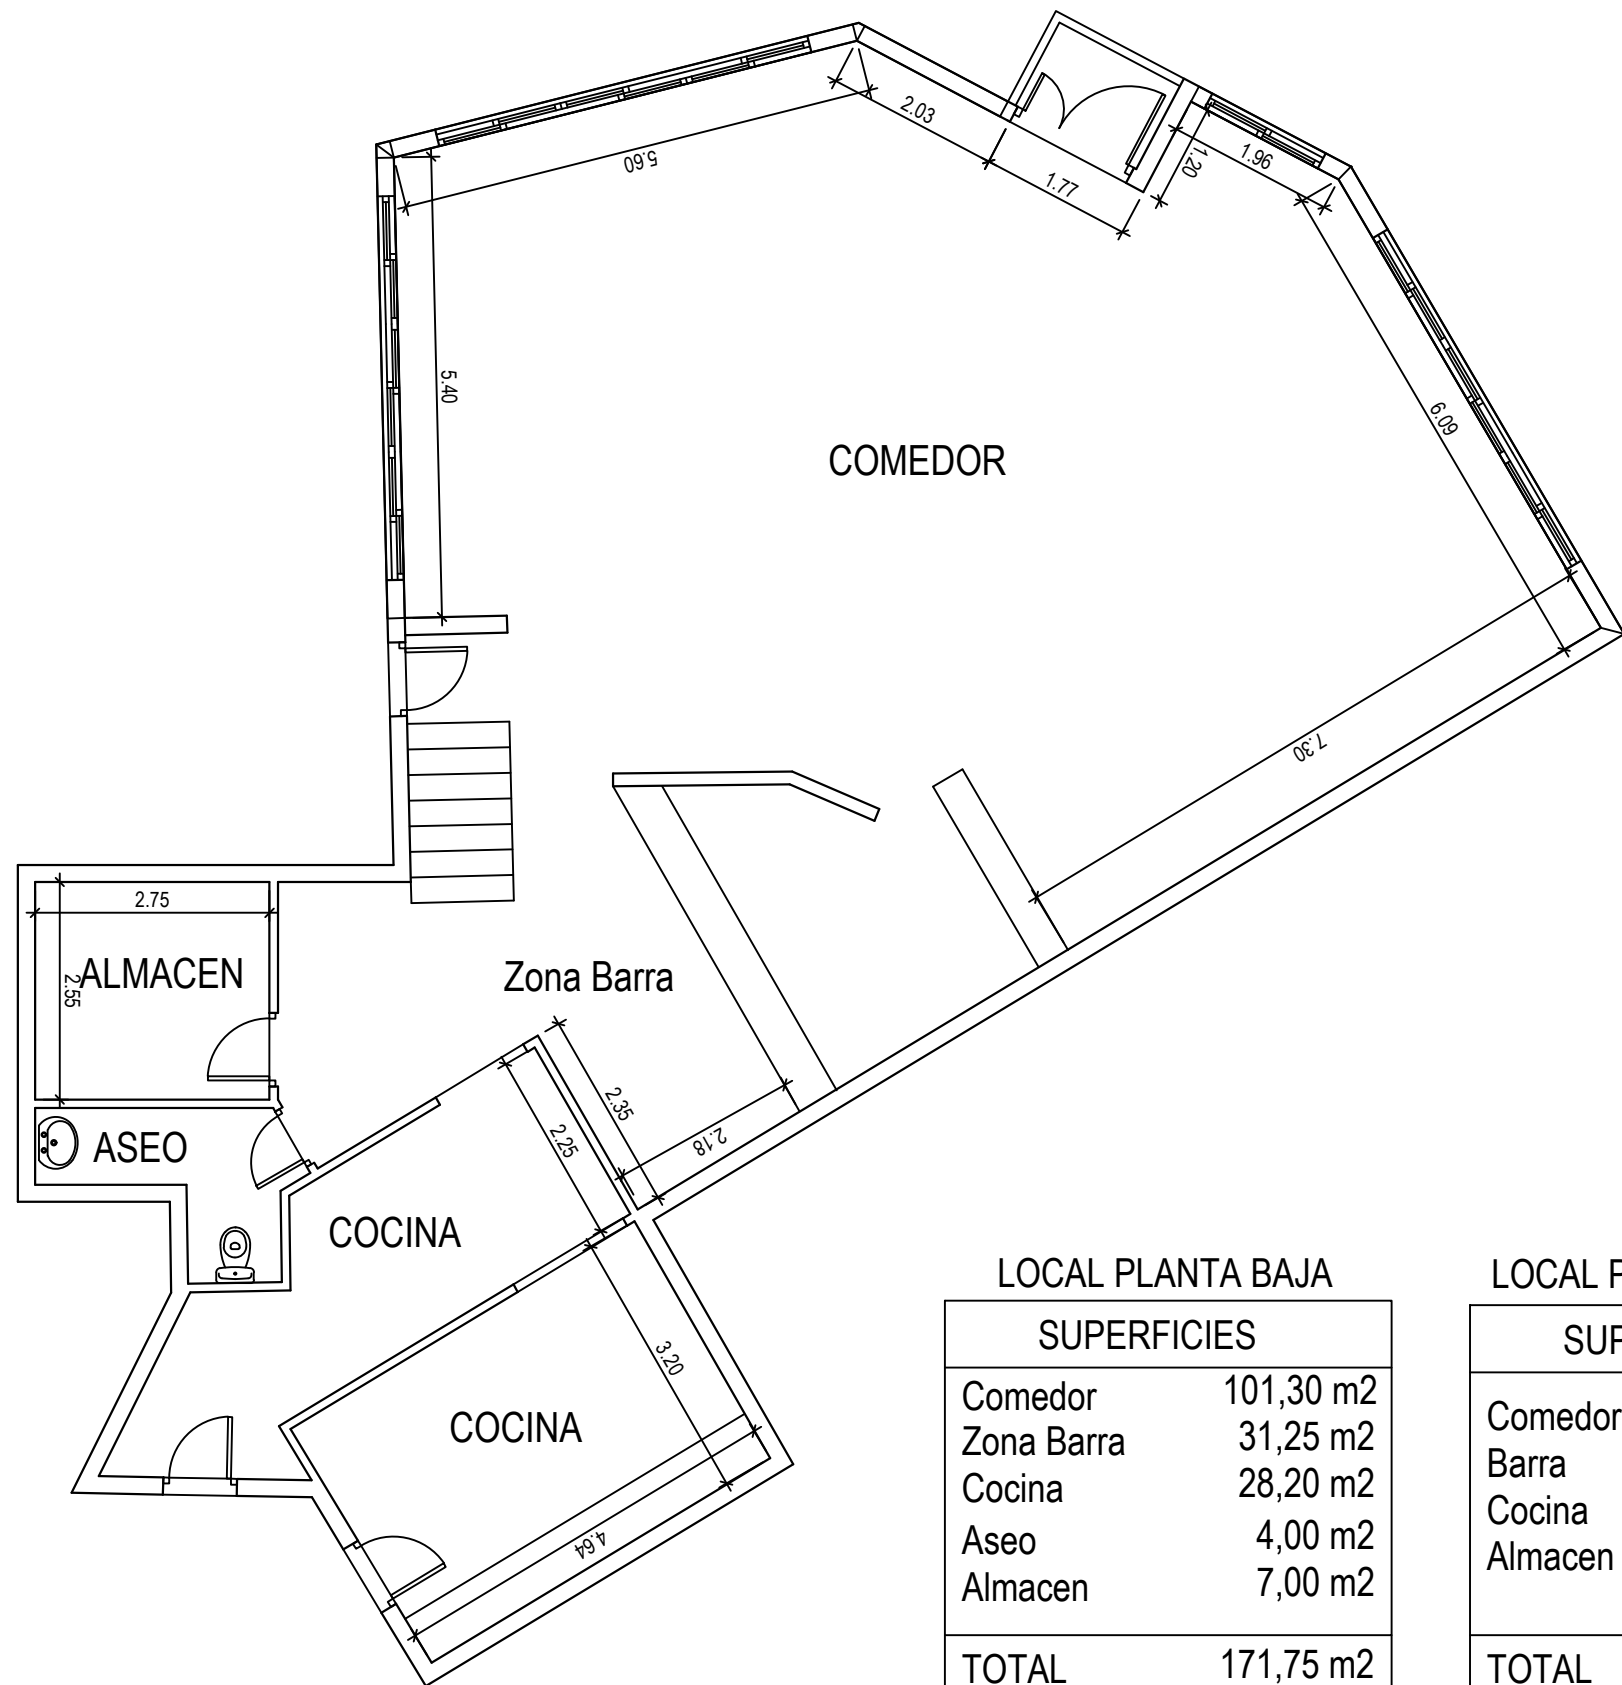 2.03
5.60
1.77
1.20
1.96
5.40
6.09
COMEDOR
7.30
2.75
2.55
ALMACEN
Zona Barra
2.35
2.25
2.18
ASEO
COCINA
3.20
COCINA
4.64
LOCAL PLANTA BAJA
SUPERFICIES
Comedor 101,30 m2
Zona Barra 31,25 m2
Cocina 28,20 m2
Aseo 4,00 m2
Almacen 7,00 m2
TOTAL 171,75 m2
LOCAL
Comedor
Barra
Cocina
Almacen
TOTAL